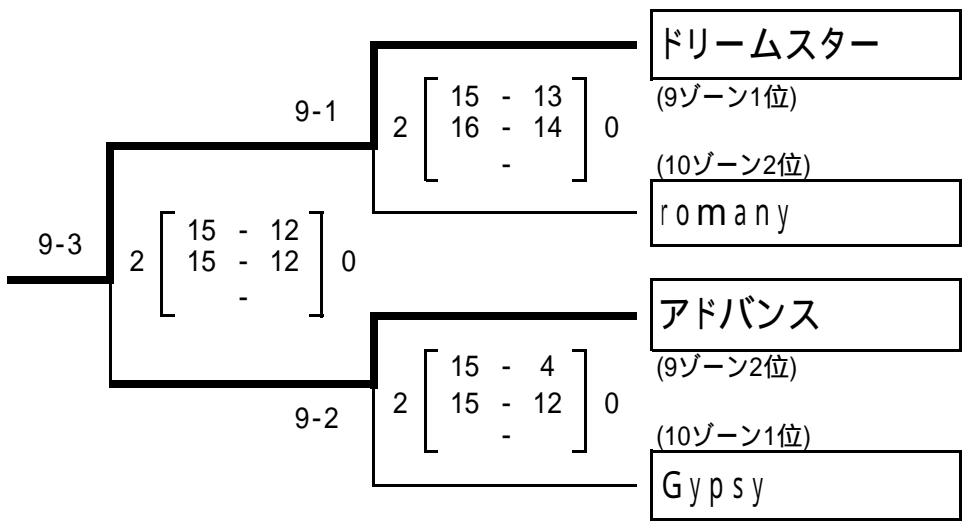 ドリームスター
(9ゾーン1位)
9-1
2 15 - 13 0
16 - 14
-
(10ゾーン2位)
romany
9-3
2 15 - 12 0
15 - 12
-
アドバンス
(9ゾーン2位)
9-2
2 15 - 4 0
15 - 12
-
(10ゾーン1位)
Gypsy